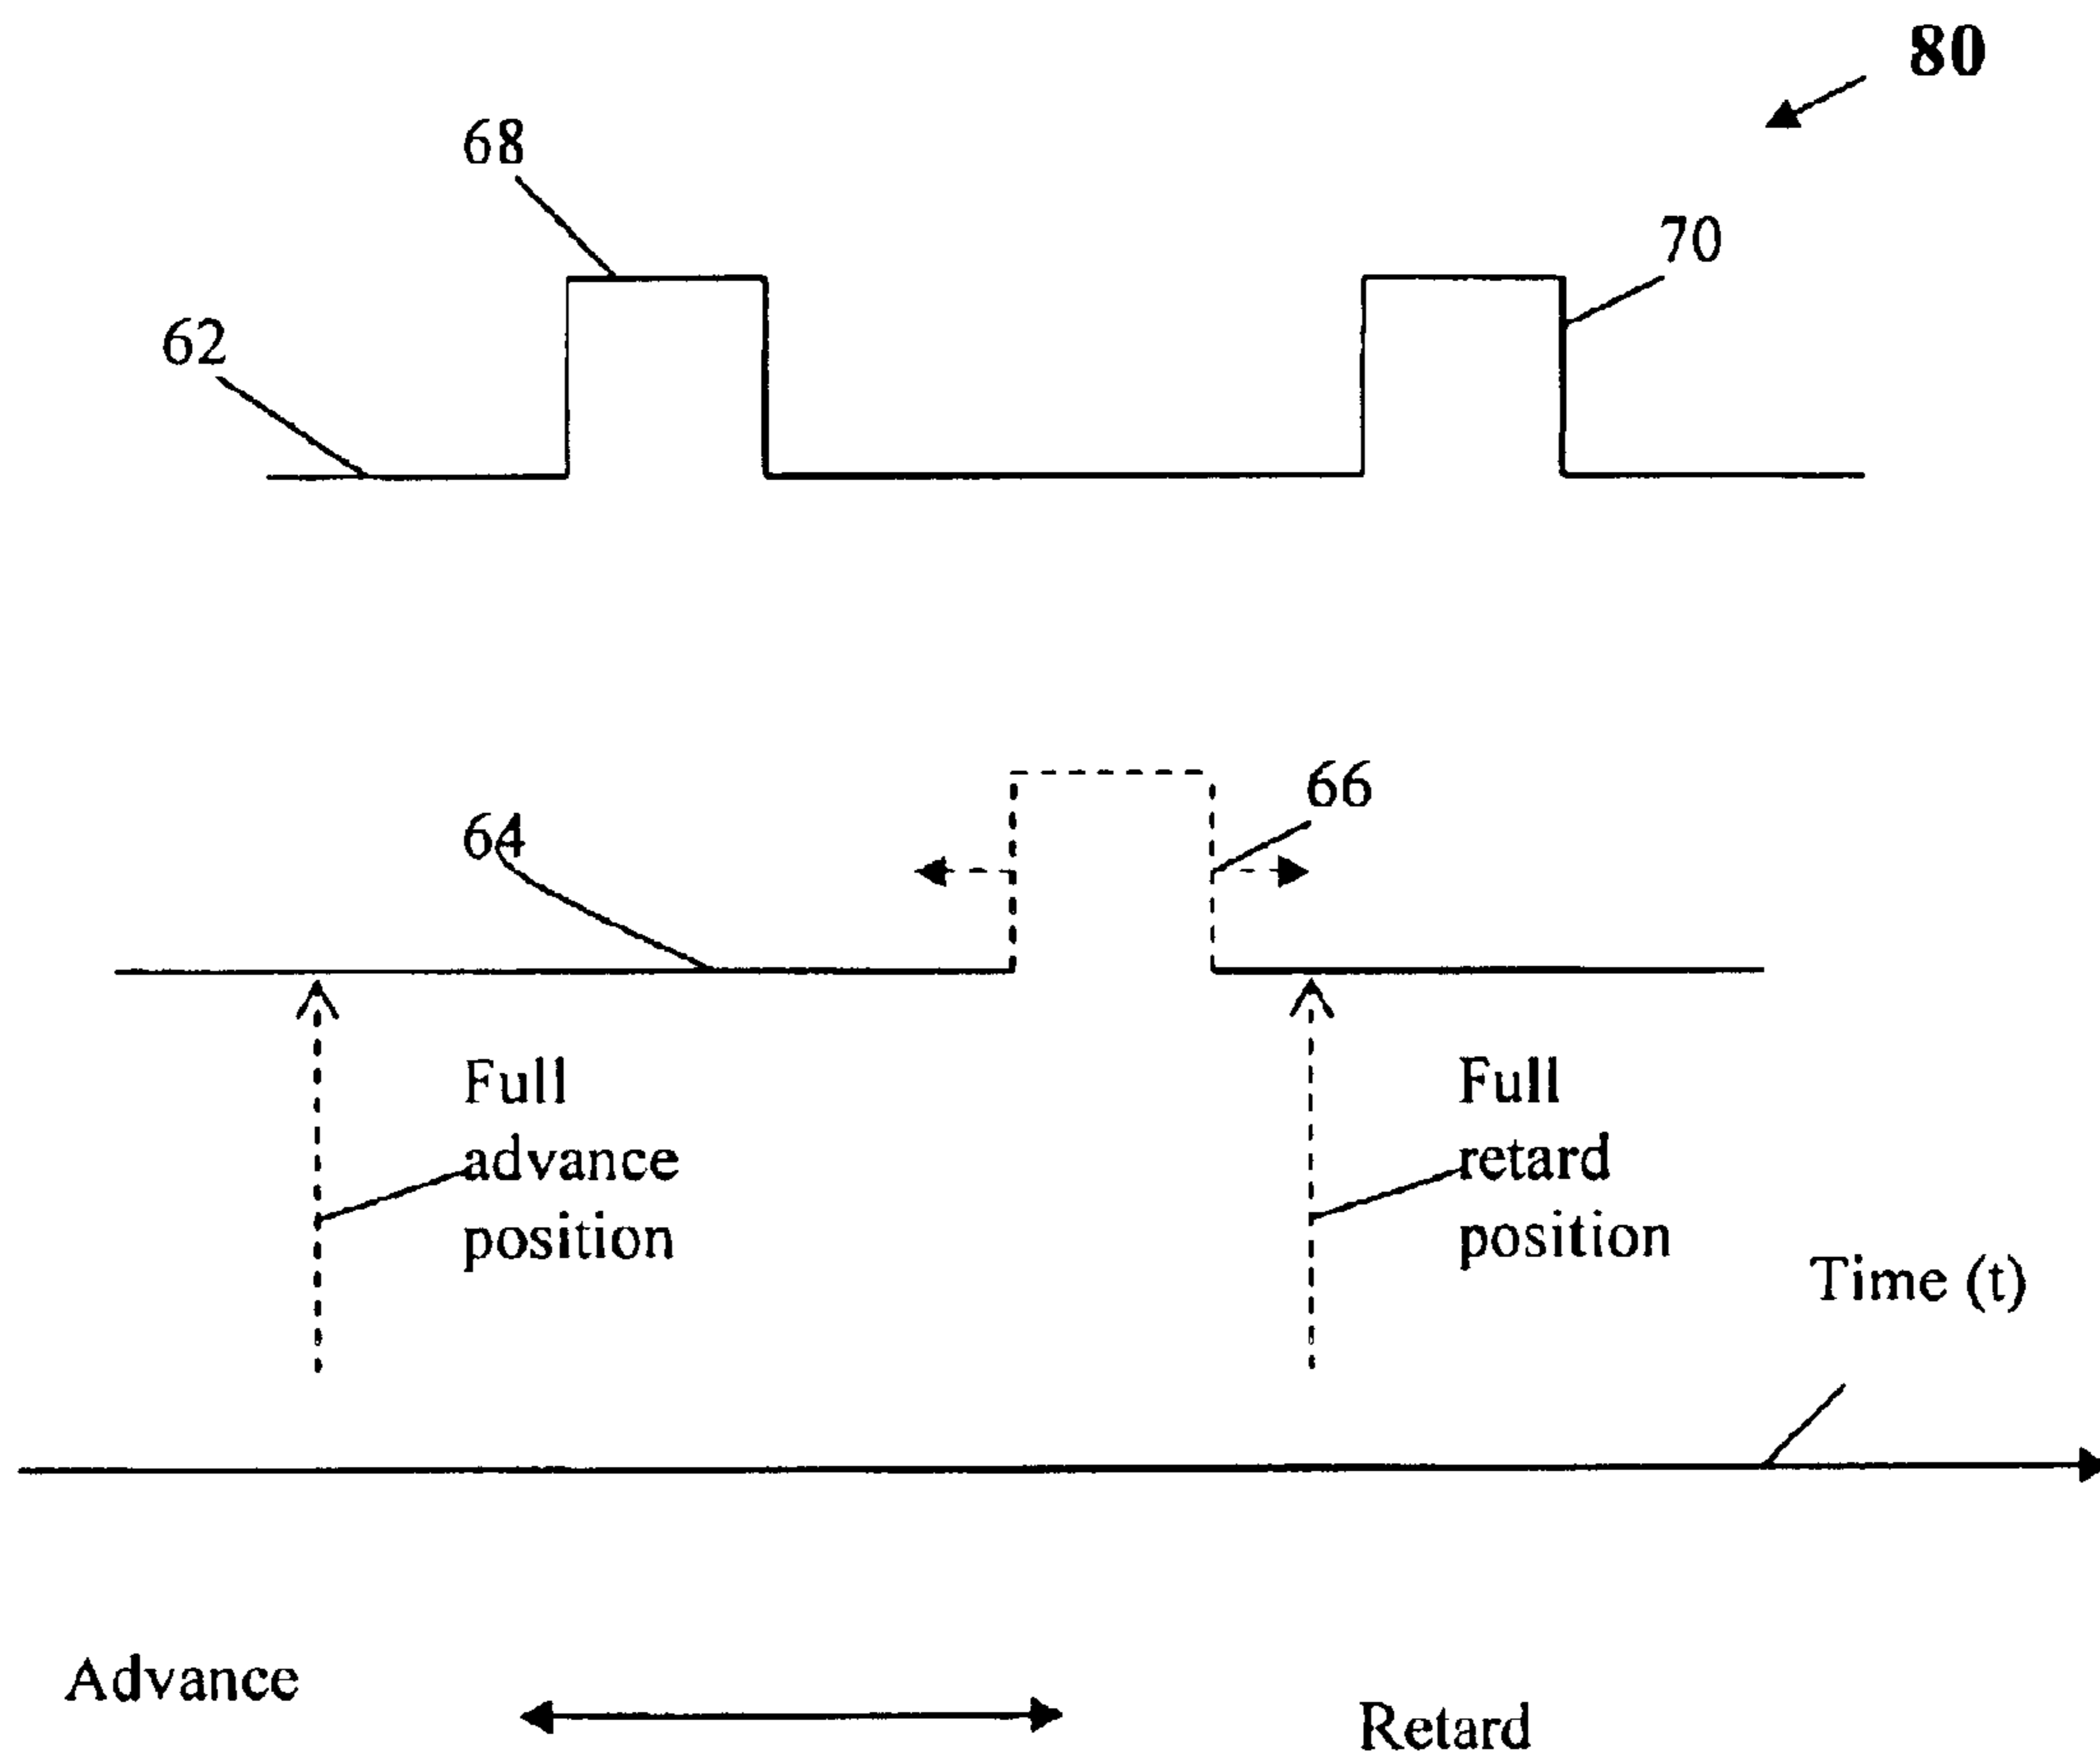 80
68
70
62
66
64
Full
advance
position
Full
retard
position
Time (t)
Advance
Retard